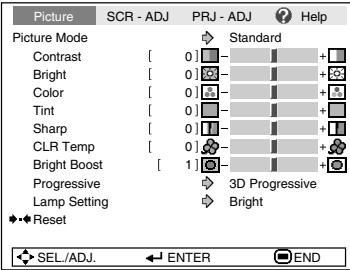 Picture SCR - ADJ PRJ - ADJ ? Help
Picture Mode Standard
Contrast [ 0 ] - +
Bright [ 0 ] - +
Color [ 0 ] - +
Tint [ 0 ] - +
Sharp [ 0 ] - +
CLR Temp [ 0 ] - +
Bright Boost [ 1 ] - +
Progressive 3D Progressive
Lamp Setting Bright
Reset
SEL./ADJ. ENTER END